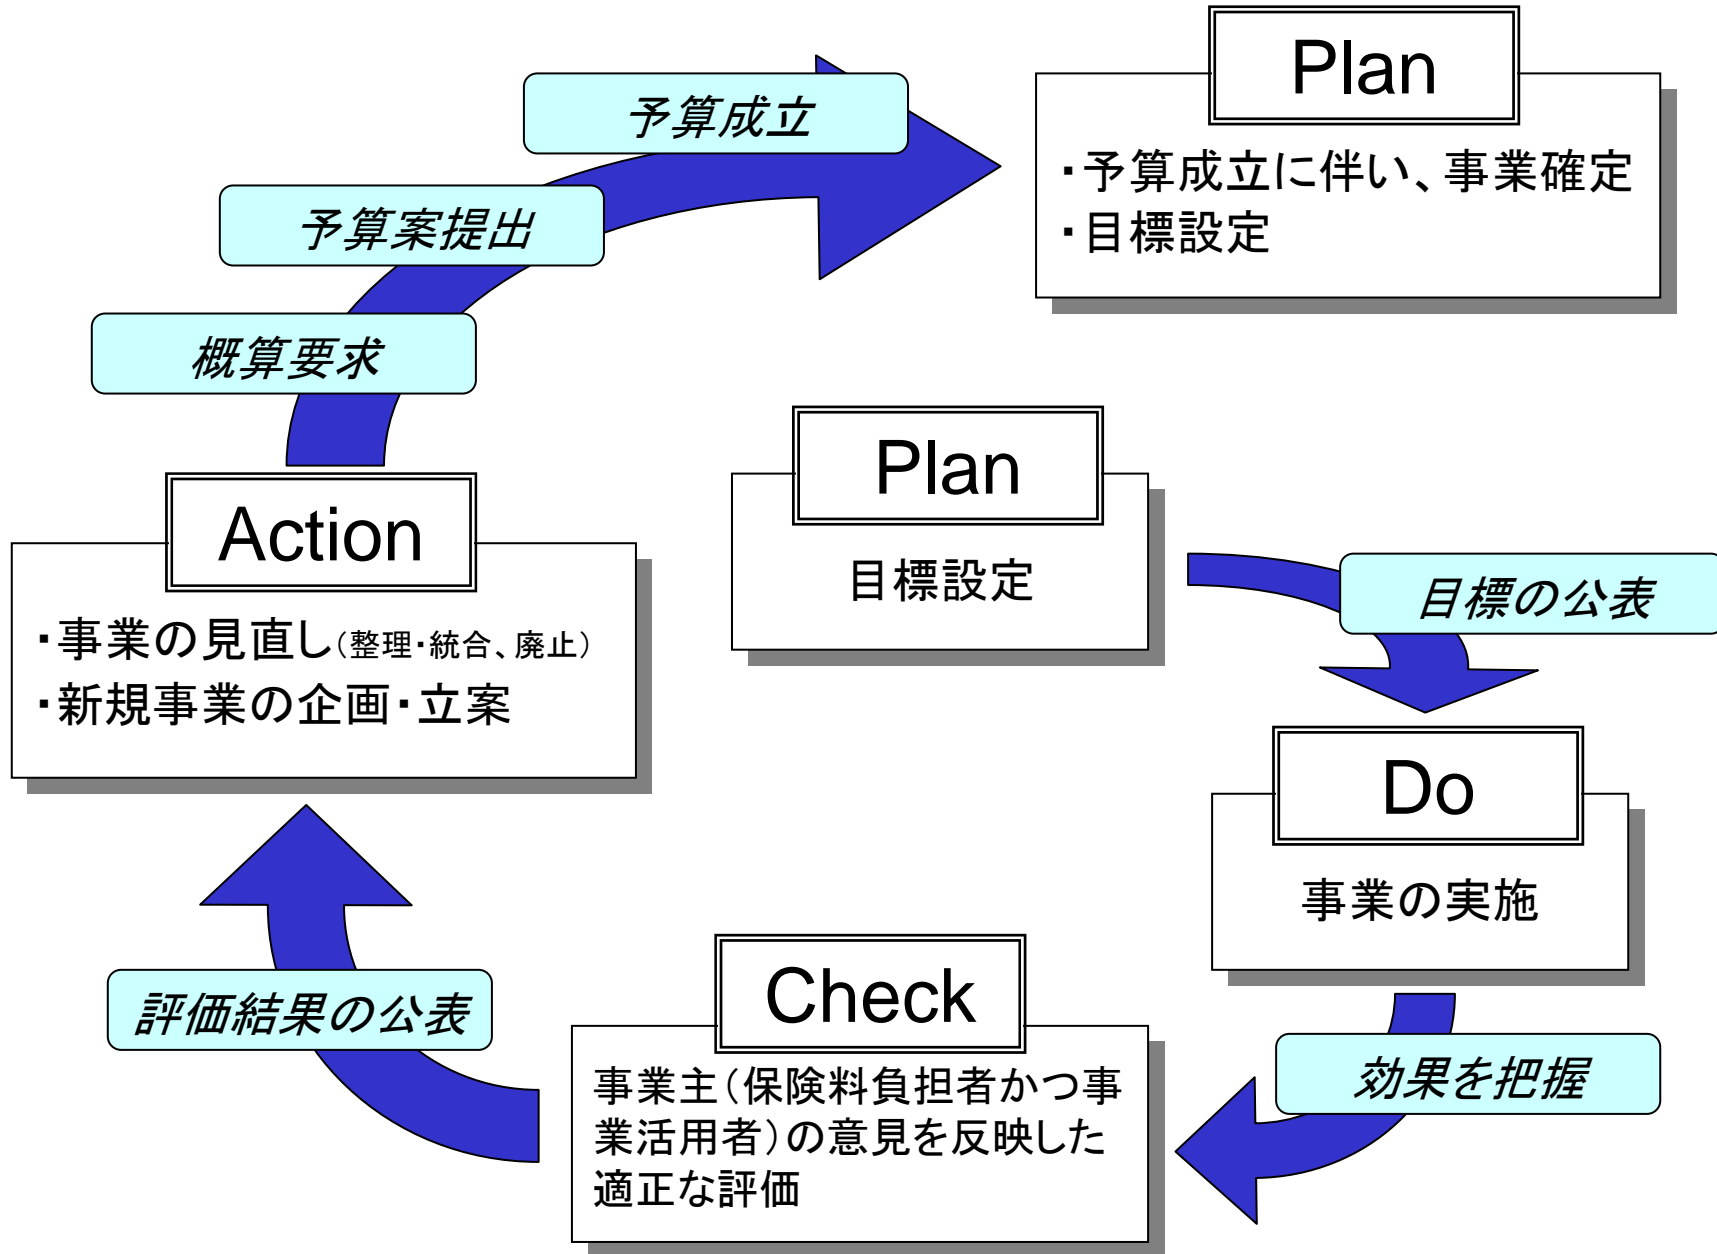 Plan
・予算成立に伴い、事業確定
・目標設定
予算成立
予算案提出
概算要求
Action
・事業の見直し（整理・統合、廃止）
・新規事業の企画・立案
Plan
目標設定
目標の公表
Do
事業の実施
効果を把握
Check
事業主（保険料負担者かつ事
業活用者）の意見を反映した
適正な評価
評価結果の公表